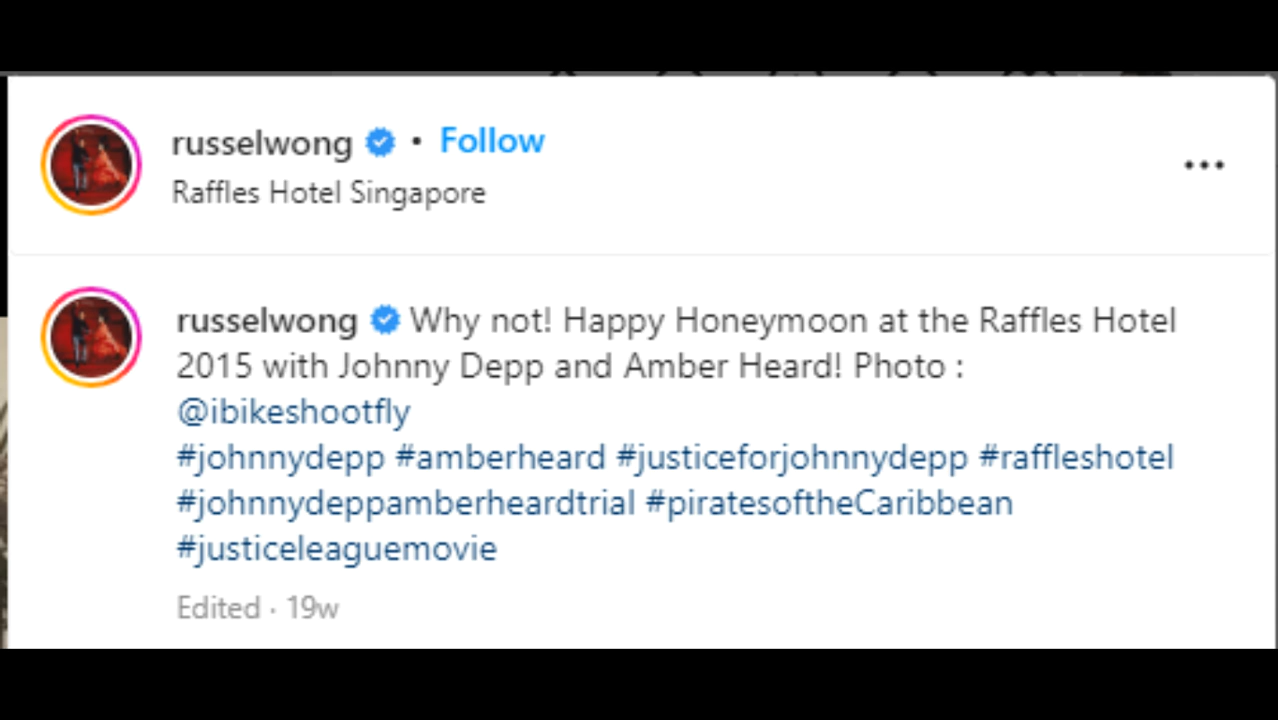 russelwong • Follow
Raffles Hotel Singapore
russelwong Why not! Happy Honeymoon at the Raffles Hotel
2015 with Johnny Depp and Amber Heard! Photo :
@ibikeshootfly
#johnnydepp #amberheard #justiceforjohnnydepp #raffleshotel
#johnnydeppamberheardtrial #piratesoftheCaribbean
#justiceleaguemovie
Edited · 19w